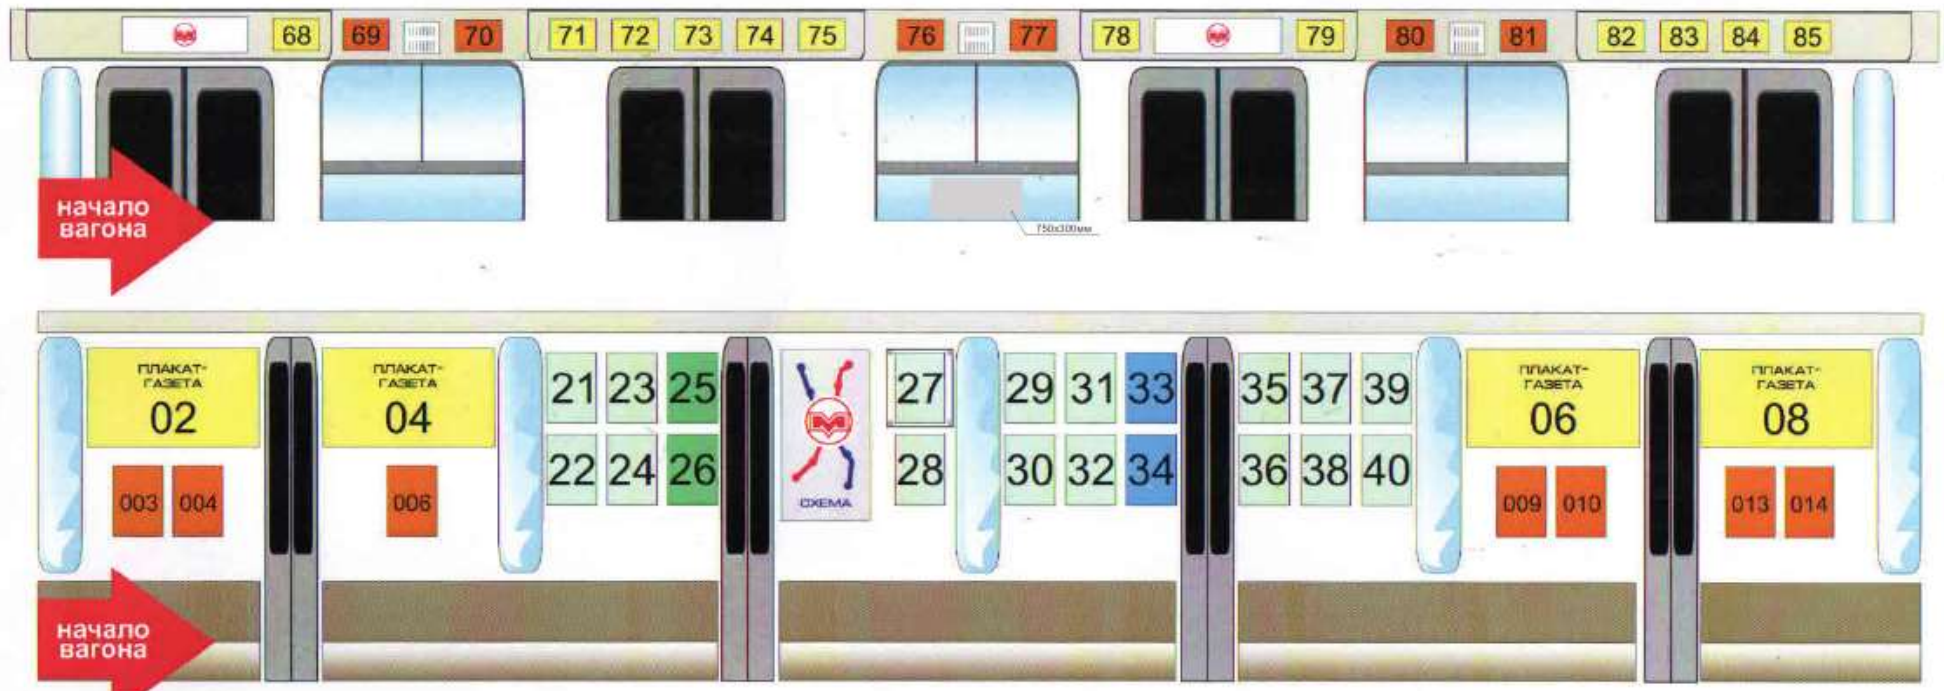 68 69 70 71 72 73 74 75 76 77 78 79 80 81 82 83 84 85
начало
вагона
750x300мм
ПЛАКАТ-
ГАЗЕТА
02
ПЛАКАТ-
ГАЗЕТА
04
21 23 25
27
29 31 33
35 37 39
ПЛАКАТ-
ГАЗЕТА
06
ПЛАКАТ-
ГАЗЕТА
08
22 24 26
28
30 32 34
36 38 40
СХЕМА
003 004
006
009 010
013 014
начало
вагона